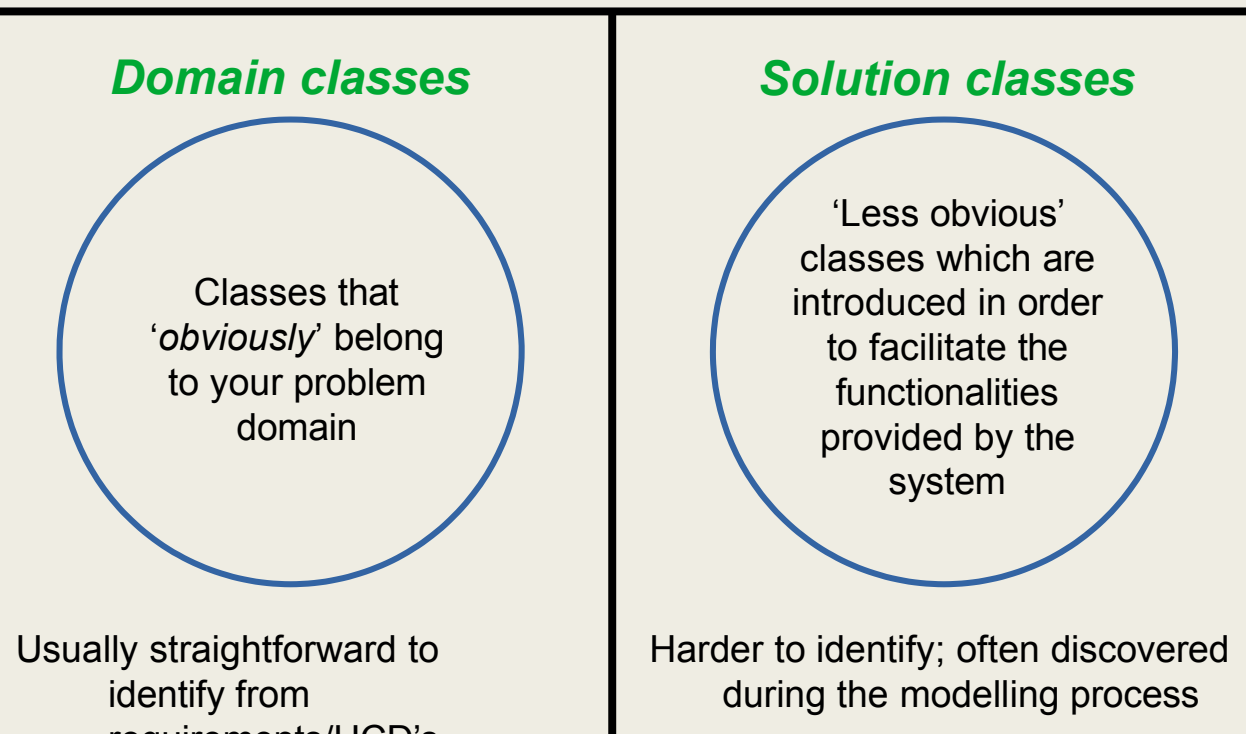 Domain classes
Classes that
‘obviously’ belong
to your problem
domain
Usually straightforward to
identify from
requirements/UCD’s
Solution classes
‘Less obvious’
classes which are
introduced in order
to facilitate the
functionalities
provided by the
system
Harder to identify; often discovered
during the modelling process